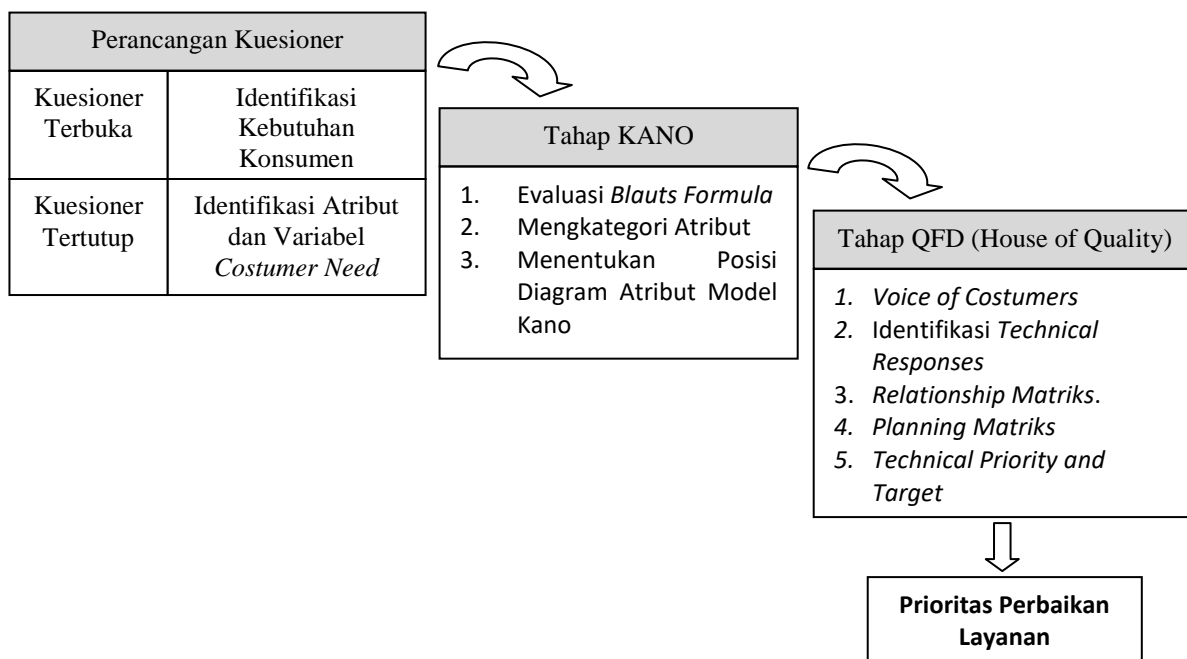 Perancangan Kuesioner
Kuesioner
Terbuka
Identifikasi
Kebutuhan
Konsumen
Kuesioner
Tertutup
Identifikasi Atribut
dan Variabel
Costumer Need
Tahap KANO
1. Evaluasi Blauts Formula
2. Mengkategori Atribut
3. Menentukan Posisi
Diagram Atribut Model
Kano
Tahap QFD (House of Quality)
1. Voice of Costumers
2. Identifikasi Technical
Responses
3. Relationship Matriks.
4. Planning Matriks
5. Technical Priority and
Target
Prioritas Perbaikan
Layanan